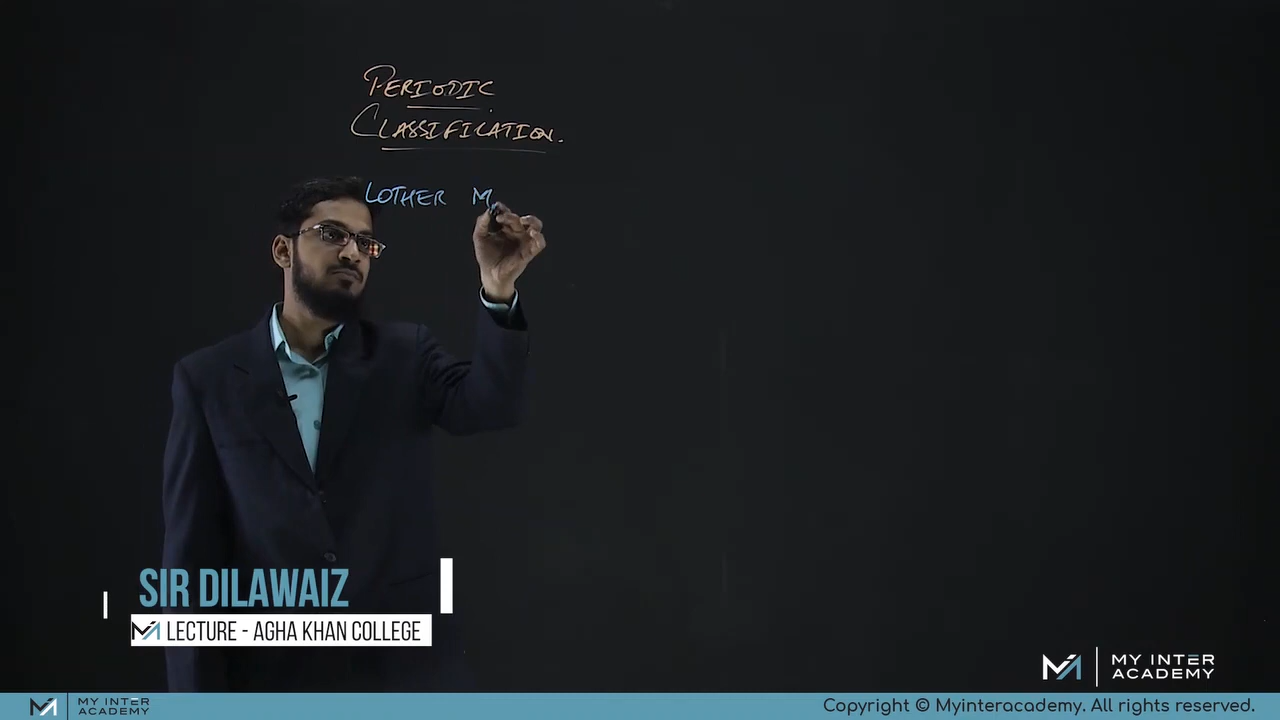 PERIODIC
CLASSIFICATION.
LOTHER M
SIR DILAWAIZ
LECTURE - AGHA KHAN COLLEGE
MY INTER
ACADEMY
MY INTER
ACADEMY
Copyright © Myinteracademy. All rights reserved.